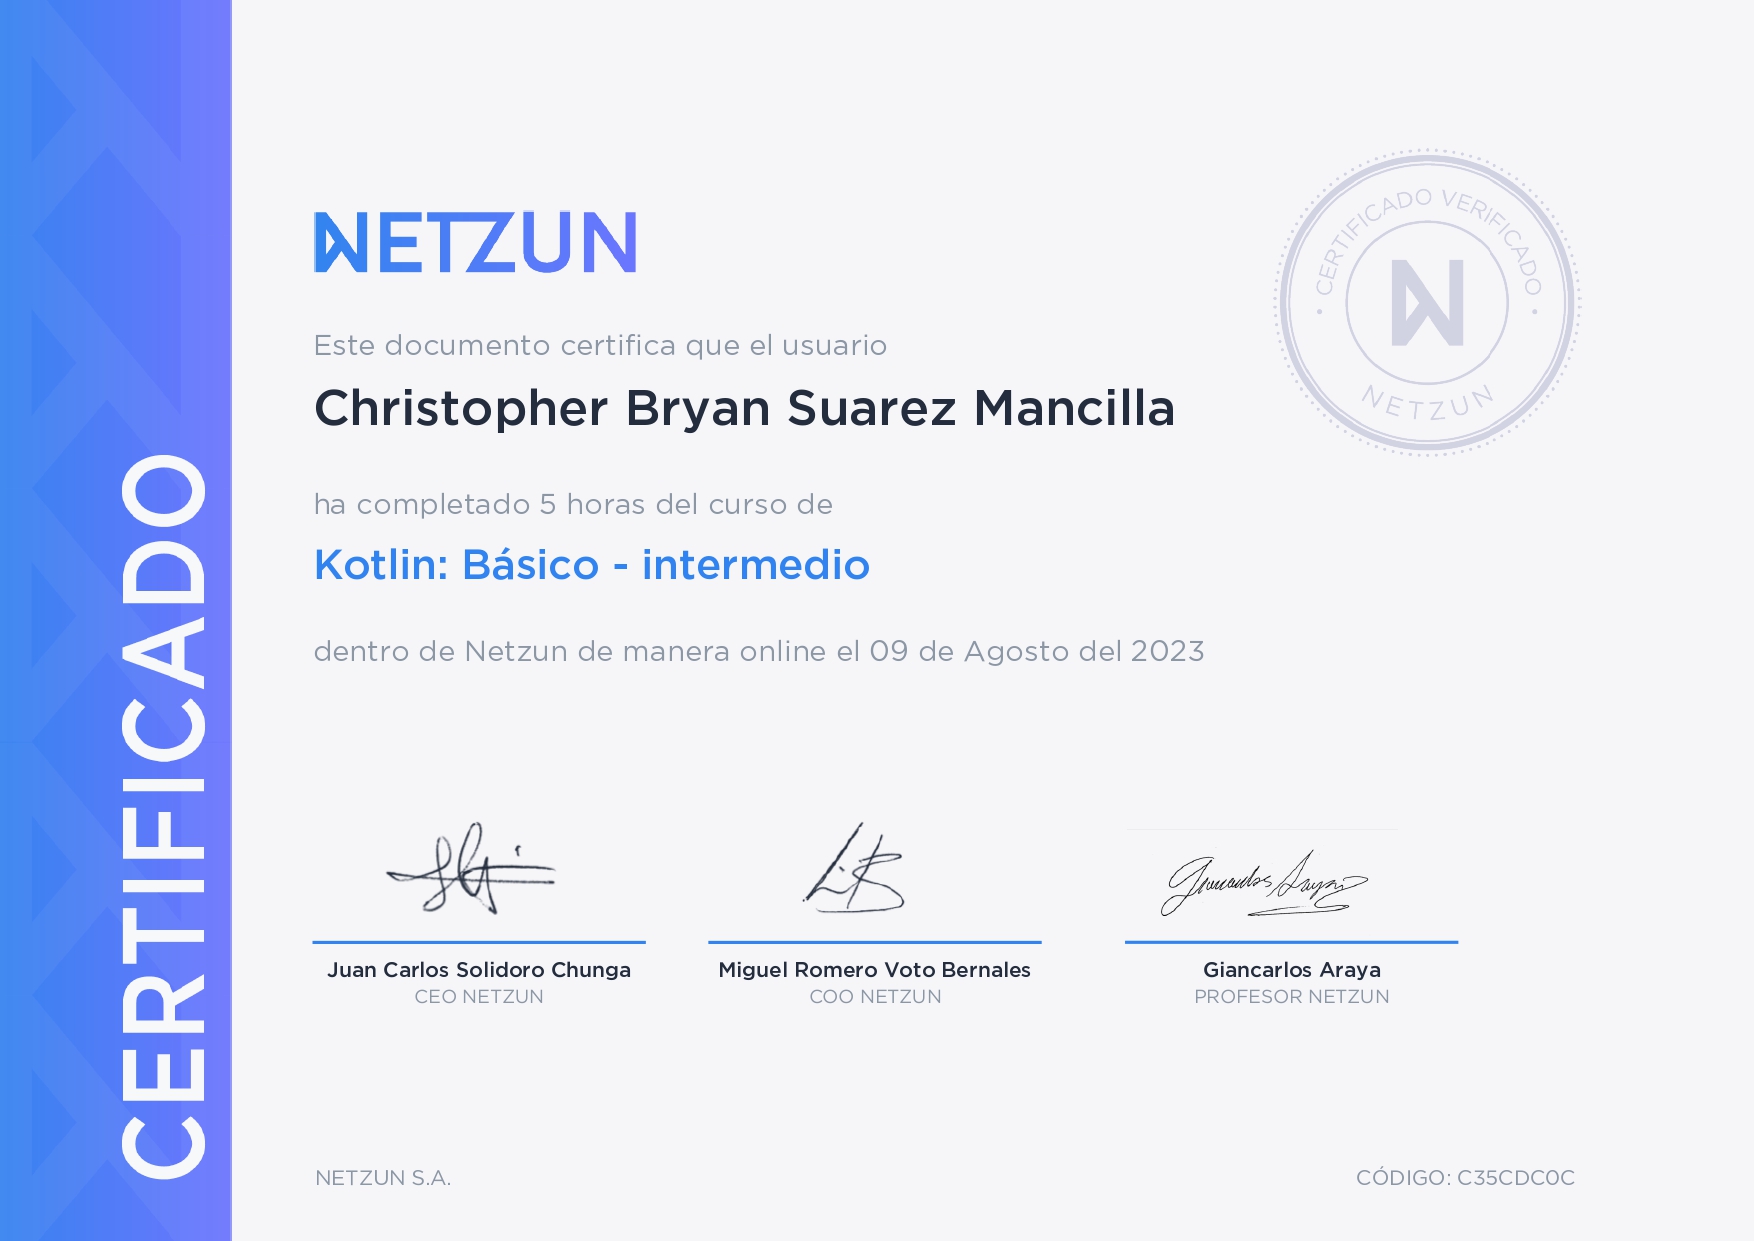 CERTIFICADO
NETZUN
CERTIFICADO VERIFICADO
N
NETZUN
Este documento certifica que el usuario
Christopher Bryan Suarez Mancilla
ha completado 5 horas del curso de
Kotlin: Básico - intermedio
dentro de Netzun de manera online el 09 de Agosto del 2023
Giancarlos Araya
Juan Carlos Solidoro Chunga
CEO NETZUN
Miguel Romero Voto Bernales
COO NETZUN
Giancarlos Araya
PROFESOR NETZUN
NETZUN S.A.
CÓDIGO: C35CDC0C